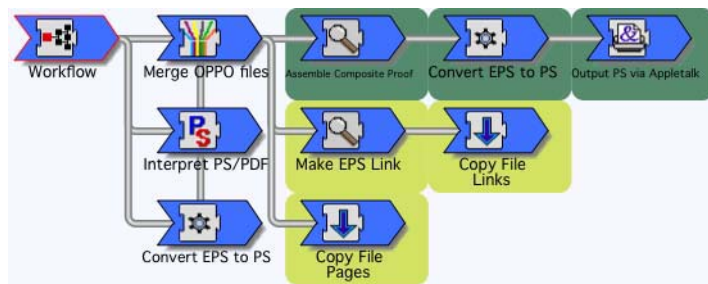 Workflow
Merge OPPO files
Assemble Composite Proof
Convert EPS to PS
Output PS via Appletalk
&
PS
Interpret PS/PDF
Make EPS Link
Copy File
Links
Convert EPS to PS
Copy File
Pages